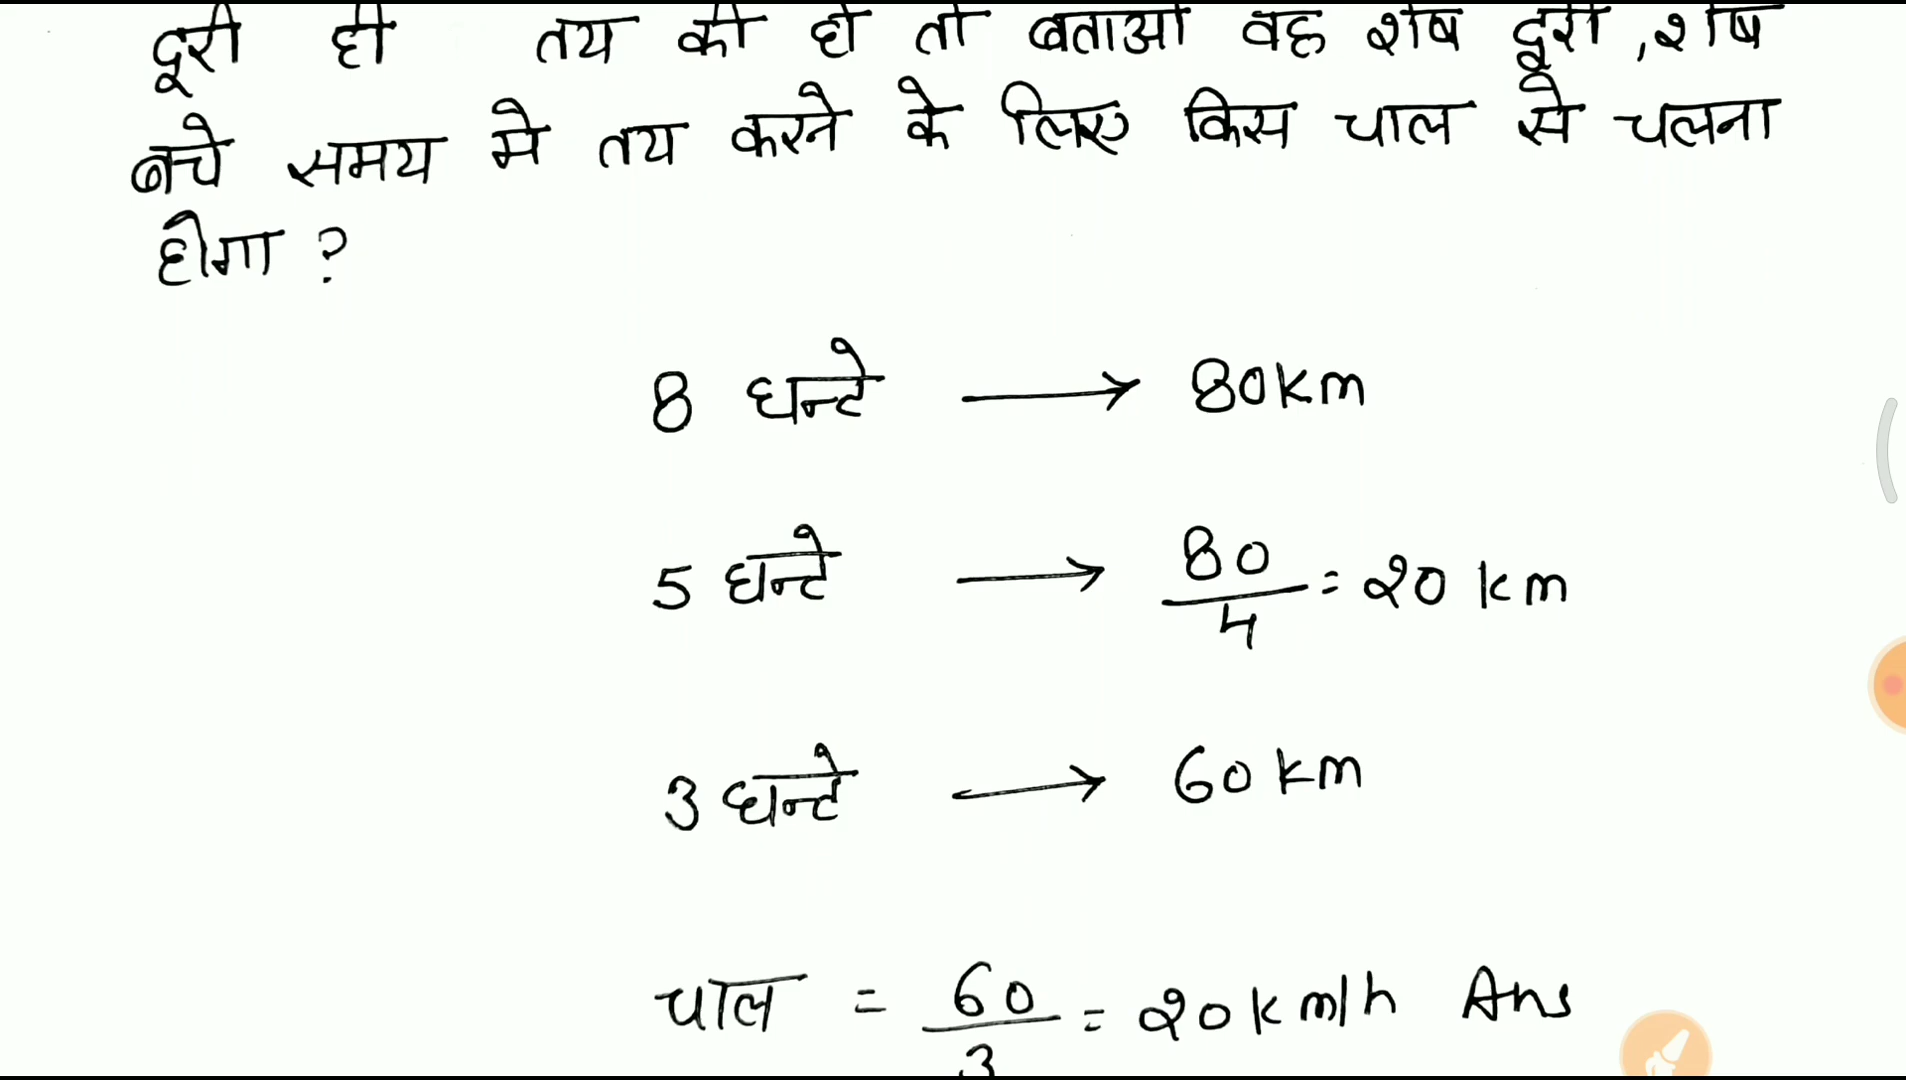 दूरी ही तय की हो तो बताओ वह शेष दूरी, शेष
बचे समय मे तय करने के लिए किस चाल से चलना
होगा ?
8 घन्टे ⟶ 80km
5 घन्टे ⟶ 80/4 = 20 km
3 घन्टे ⟶ 60 km
चाल = 60/3 = 20 km/h Ans